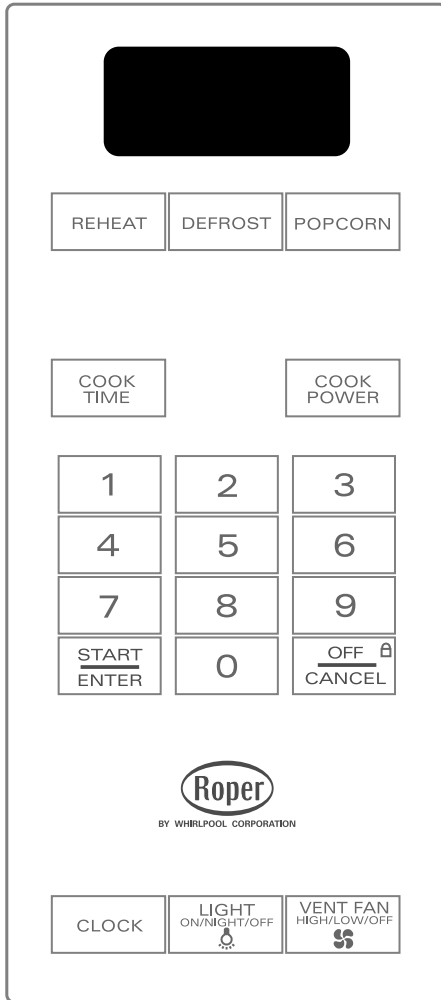 REHEAT DEFROST POPCORN
COOK TIME
COOK POWER
1 2 3
4 5 6
7 8 9
START
ENTER
0
OFF
CANCEL
Roper
BY WHIRLPOOL CORPORATION
CLOCK
LIGHT
ON/NIGHT/OFF
VENT FAN
HIGH/LOW/OFF